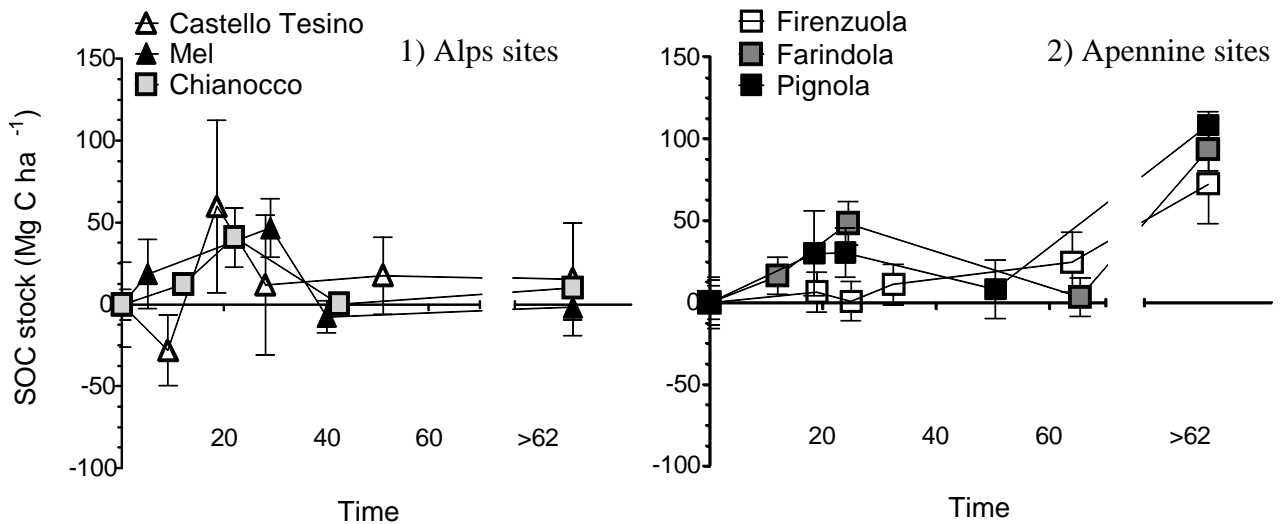 Castello Tesino
Mel
Chianocco
1) Alps sites
150
100
50
0
-50
-100
SOC stock (Mg C ha -1)
20 40 60 >62
Time
Firenzuola
Farindola
Pignola
2) Apennine sites
150
100
50
0
-50
-100
20 40 60 >62
Time